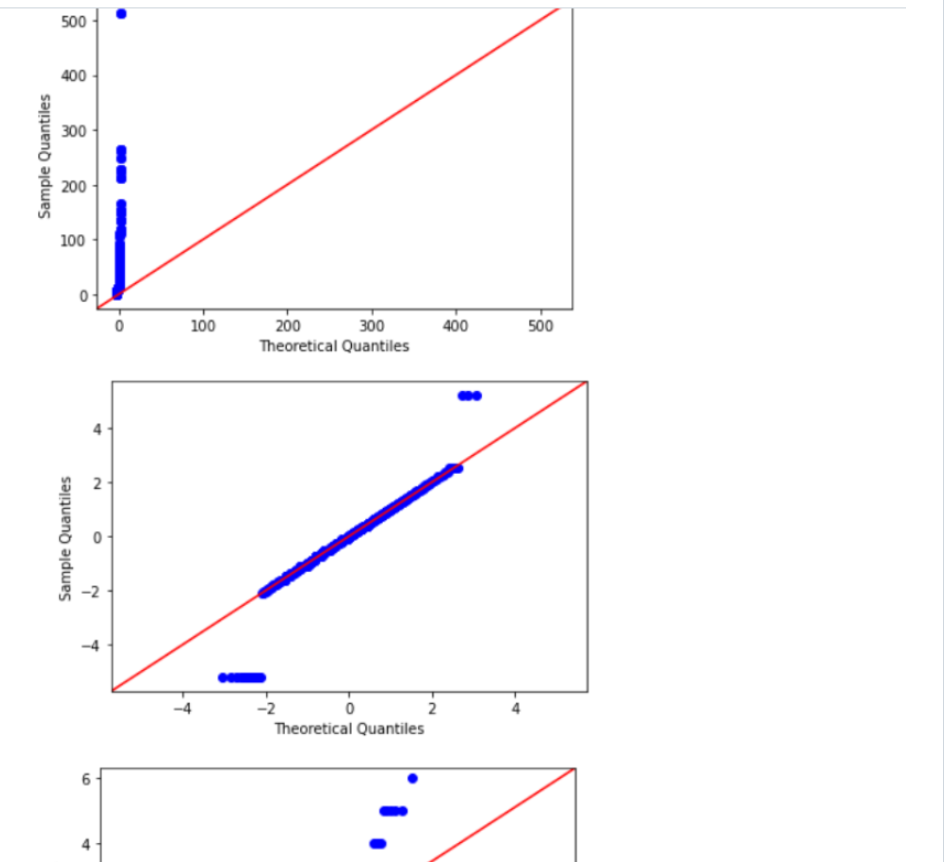 500
400
300
200
100
0
Sample Quantiles
0 100 200 300 400 500
Theoretical Quantiles
4
2
0
−2
−4
Sample Quantiles
−4 −2 0 2 4
Theoretical Quantiles
6
4